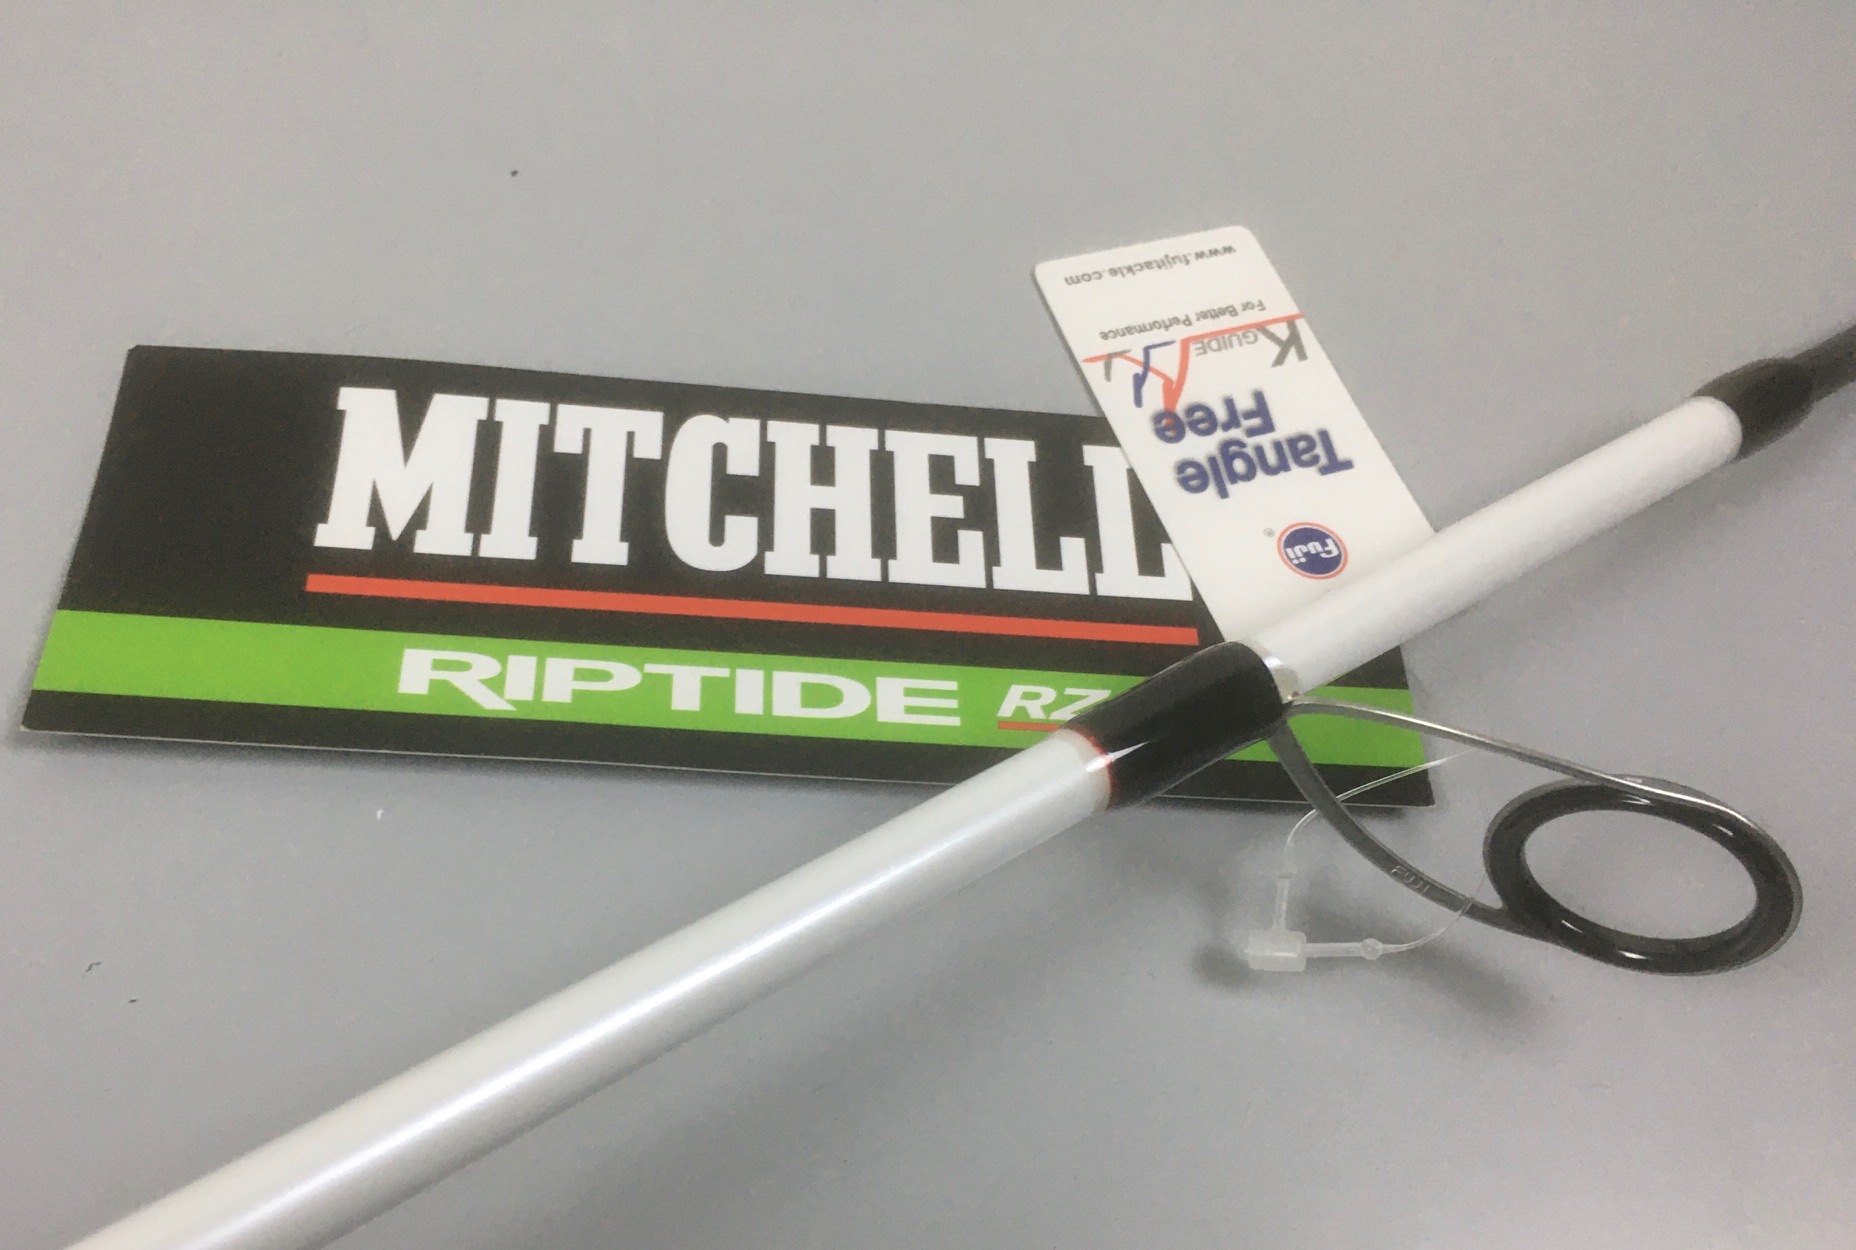 MITCHELL
RIPTIDE RZ
Fuji
®
Tangle
Free
K GUIDE
For Better Performance
www.fujitackle.com
FUJI